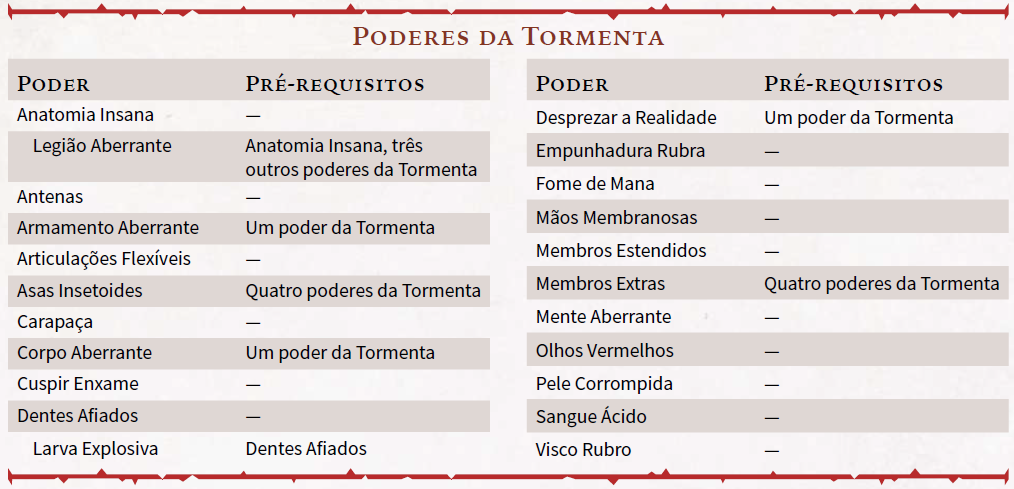 Poderes da Tormenta
Poder Pré-requisitos
Anatomia Insana —
Legião Aberrante Anatomia Insana, três
outros poderes da Tormenta
Antenas —
Armamento Aberrante Um poder da Tormenta
Articulações Flexíveis —
Asas Insetoides Quatro poderes da Tormenta
Carapaça —
Corpo Aberrante Um poder da Tormenta
Cuspir Enxame —
Dentes Afiados —
Larva Explosiva Dentes Afiados
Poder Pré-requisitos
Desprezar a Realidade Um poder da Tormenta
Empunhadura Rubra —
Fome de Mana —
Mãos Membranosas —
Membros Estendidos —
Membros Extras Quatro poderes da Tormenta
Mente Aberrante —
Olhos Vermelhos —
Pele Corrompida —
Sangue Ácido —
Visco Rubro —